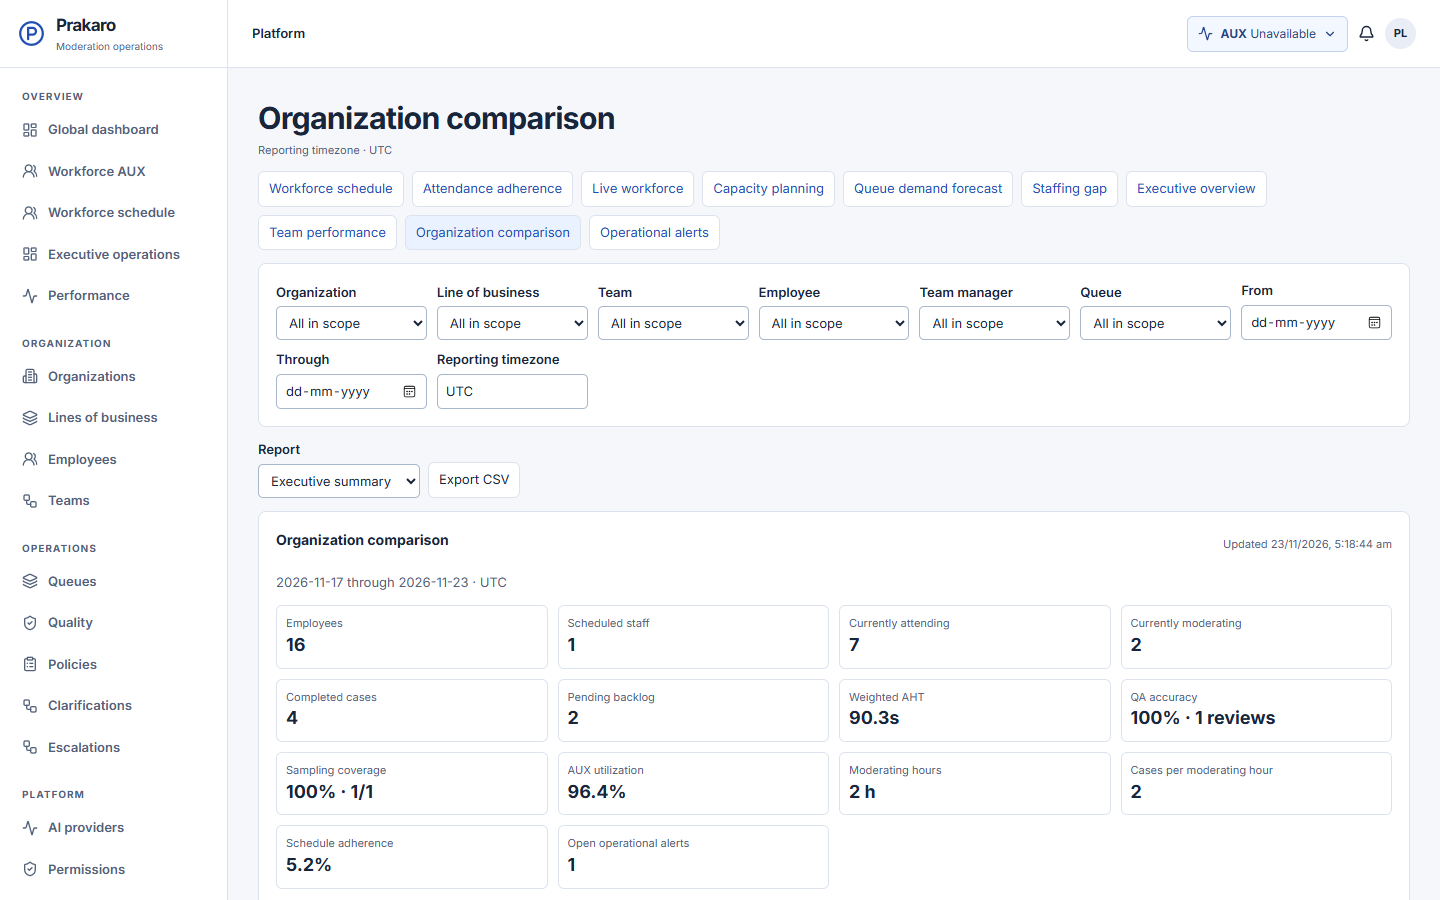 Prakaro
Moderation operations
Platform
AUX Unavailable
PL
OVERVIEW
Global dashboard
Workforce AUX
Workforce schedule
Executive operations
Performance
ORGANIZATION
Organizations
Lines of business
Employees
Teams
OPERATIONS
Queues
Quality
Policies
Clarifications
Escalations
PLATFORM
AI providers
Permissions
Organization comparison
Reporting timezone · UTC
Workforce schedule
Attendance adherence
Live workforce
Capacity planning
Queue demand forecast
Staffing gap
Executive overview
Team performance
Organization comparison
Operational alerts
Organization
All in scope
Line of business
All in scope
Team
All in scope
Employee
All in scope
Team manager
All in scope
Queue
All in scope
From
dd-mm-yyyy
Through
dd-mm-yyyy
Reporting timezone
UTC
Report
Executive summary
Export CSV
Organization comparison
Updated 23/11/2026, 5:18:44 am
2026-11-17 through 2026-11-23 · UTC
Employees
16
Scheduled staff
1
Currently attending
7
Currently moderating
2
Completed cases
4
Pending backlog
2
Weighted AHT
90.3s
QA accuracy
100% · 1 reviews
Sampling coverage
100% · 1/1
AUX utilization
96.4%
Moderating hours
2 h
Cases per moderating hour
2
Schedule adherence
5.2%
Open operational alerts
1